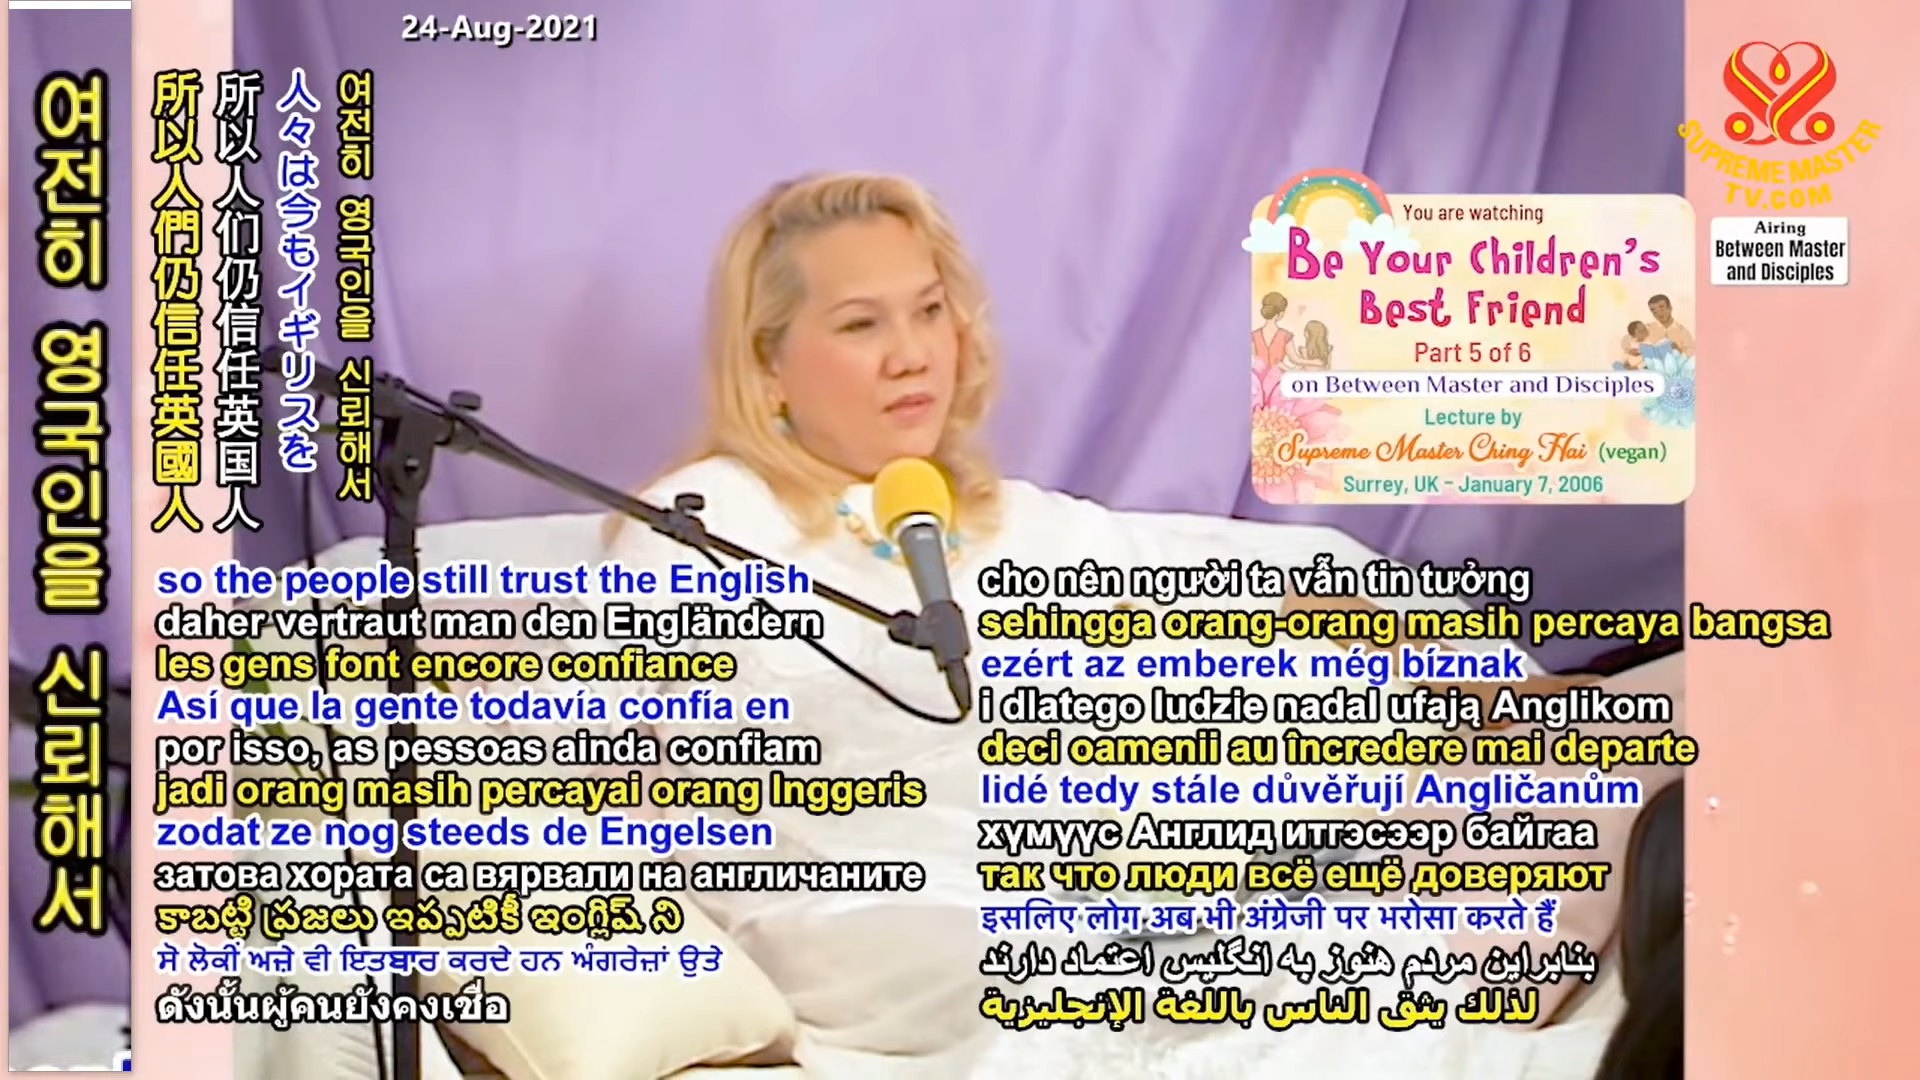 24-Aug-2021
여전히 영국인을 신뢰해서
所以人們仍信任英國人
所以人们仍信任英国人
人々は今もイギリスを
여전히 영국인을 신뢰해서
SUPREME MASTER
TV.COM
Airing
Between Master
and Disciples
You are watching
Be Your Children's
Best Friend
Part 5 of 6
on Between Master and Disciples
Lecture by
Supreme Master Ching Hai (vegan)
Surrey, UK - January 7, 2006
so the people still trust the English
daher vertraut man den Engländern
les gens font encore confiance
Así que la gente todavía confía en
por isso, as pessoas ainda confiam
jadi orang masih percayai orang Inggeris
zodat ze nog steeds de Engelsen
затова хората са вярвали на англичаните
కాబట్టి ప్రజలు ఇప్పటికీ ఇంగ్లిష్ ని
ਸੋ ਲੋਕੀਂ ਅਜੇ ਵੀ ਇਤਬਾਰ ਕਰਦੇ ਹਨ ਅੰਗਰੇਜ਼ਾਂ ਉਤੇ
ดังนั้นผู้คนยังคงเชื่อ
cho nên người ta vẫn tin tưởng
sehingga orang-orang masih percaya bangsa
ezért az emberek még bíznak
i dlatego ludzie nadal ufają Anglikom
deci oamenii au încredere mai departe
lidé tedy stále důvěřují Angličanům
хүмүүс Англид итгэсээр байгаа
так что люди всё ещё доверяют
इसलिए लोग अब भी अंग्रेजी पर भरोसा करते हैं
بنابراین مردم هنوز به انگلیس اعتماد دارند
لذلك يثق الناس باللغة الإنجليزية